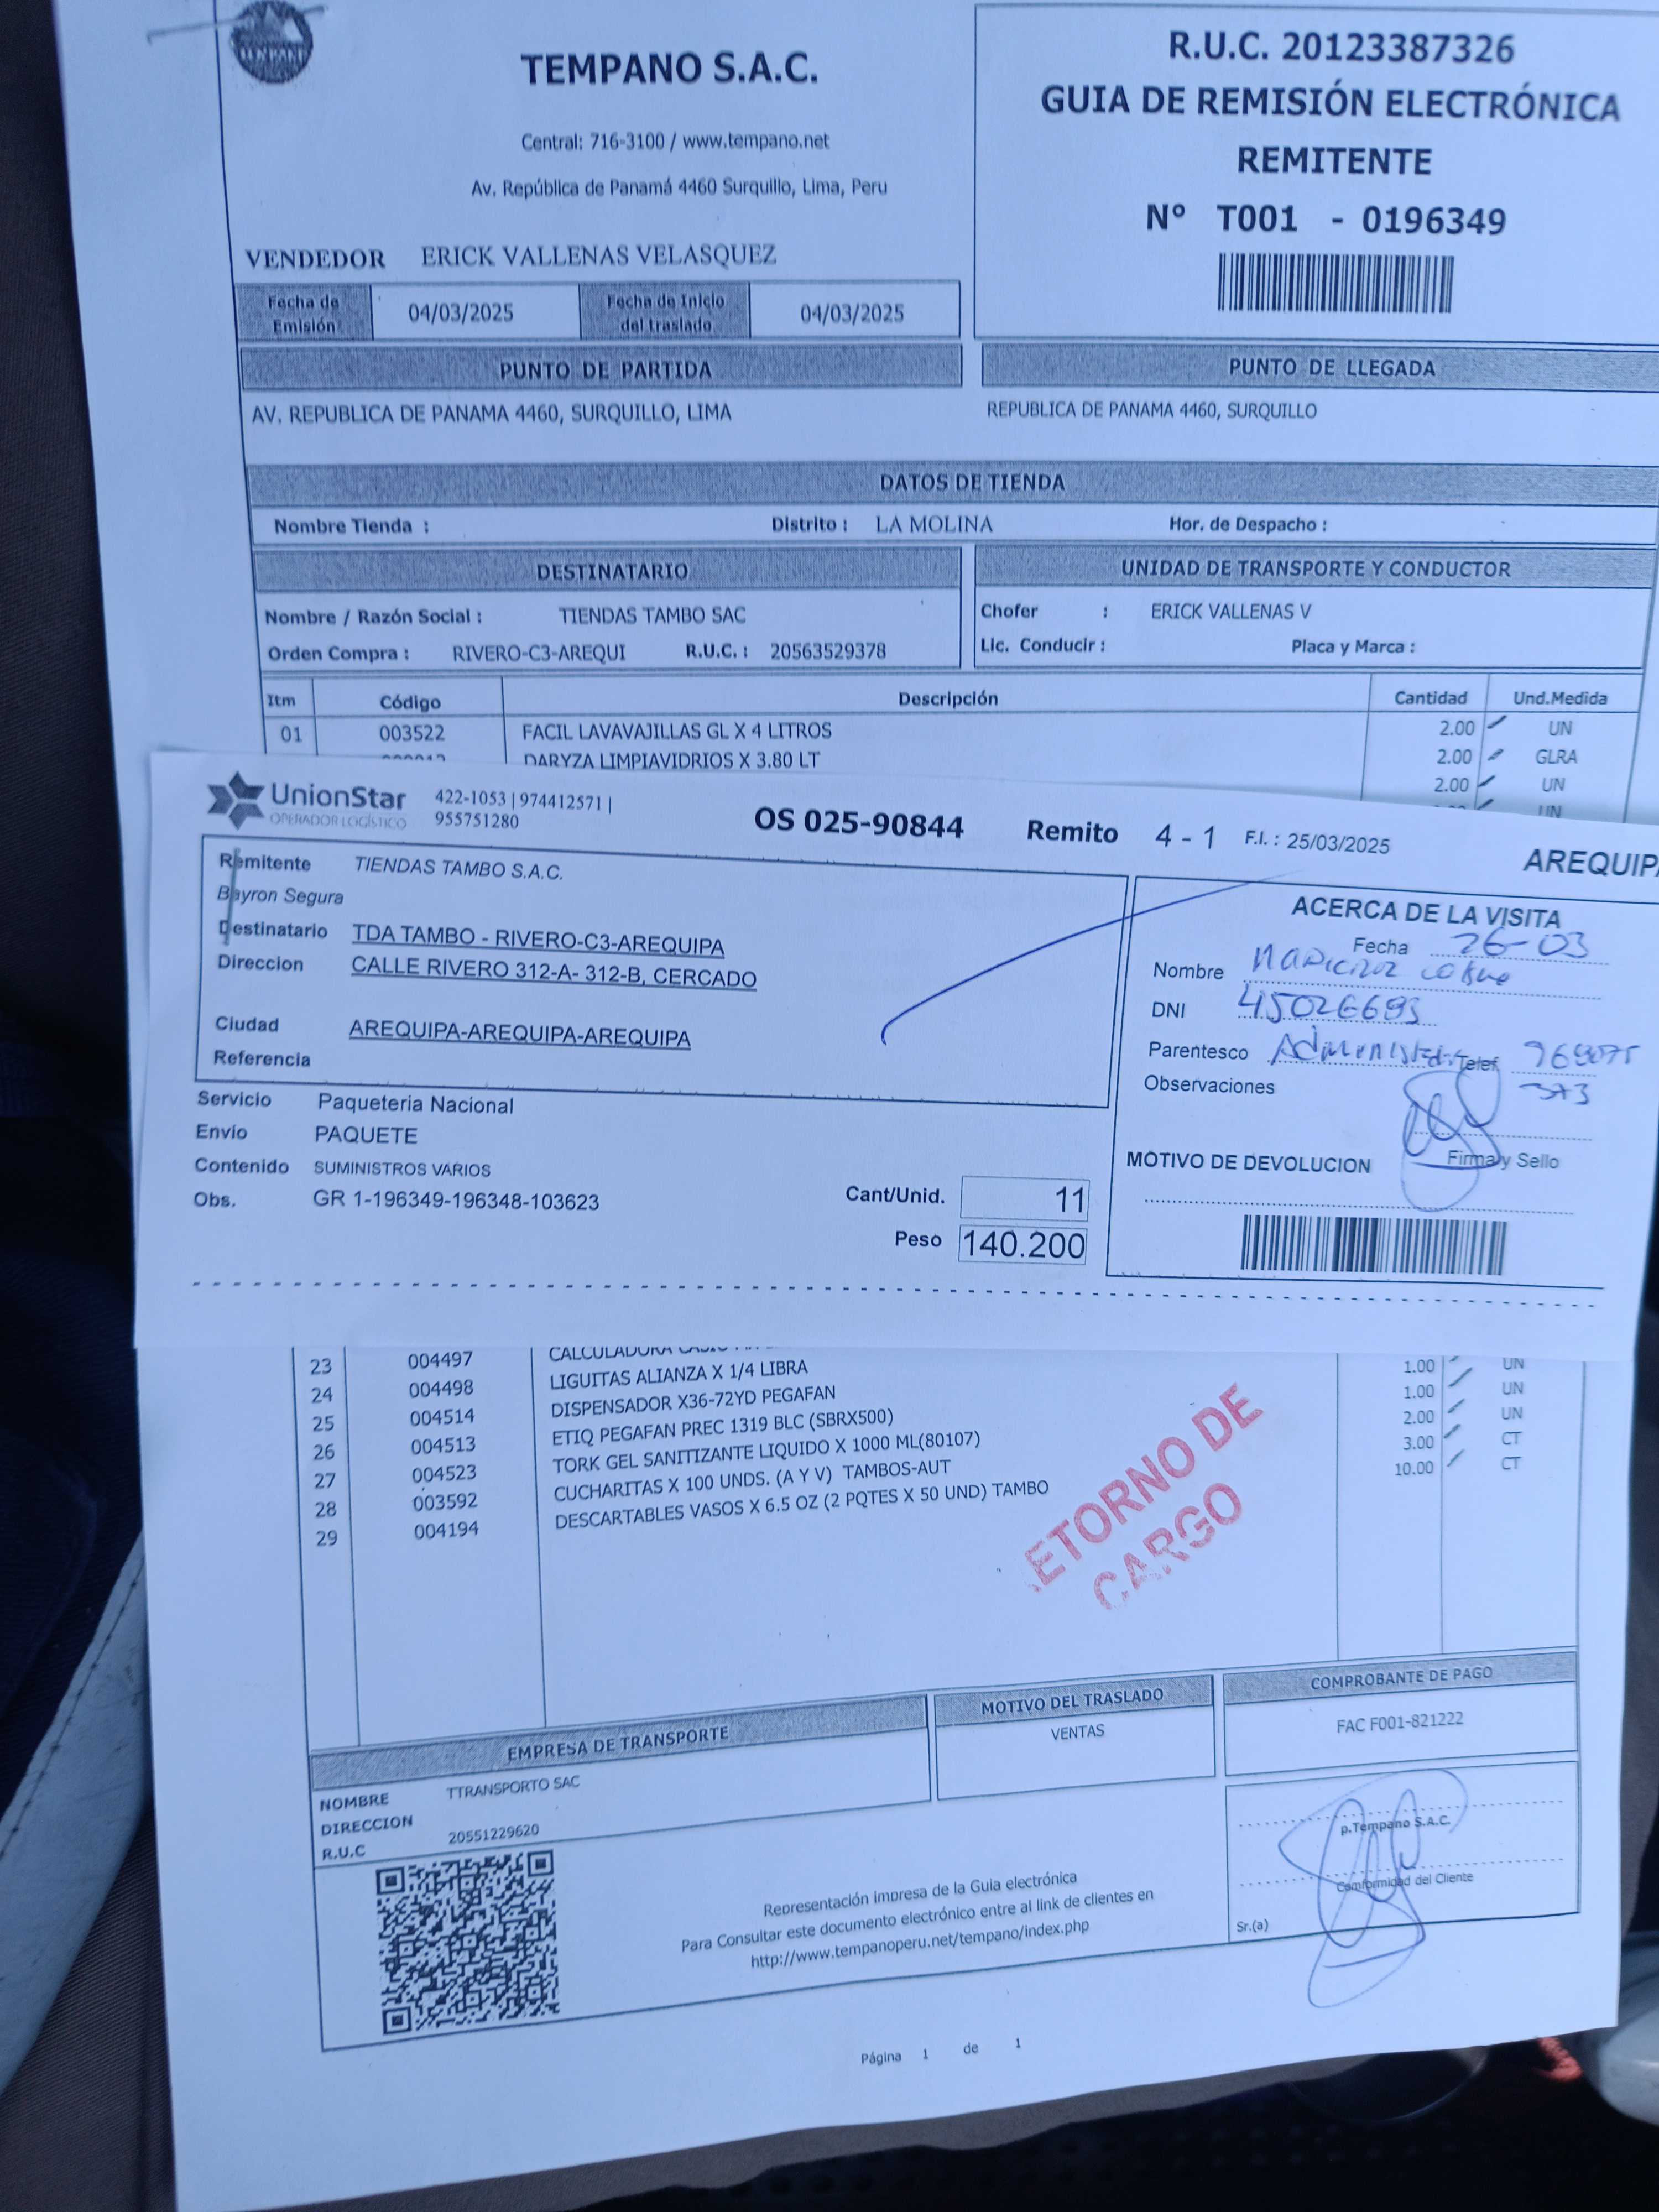 TEMPANO
TEMPANO S.A.C.
Central: 716-3100 / www.tempano.net
Av. República de Panamá 4460 Surquillo, Lima, Peru
R.U.C. 20123387326
GUIA DE REMISIÓN ELECTRÓNICA
REMITENTE
Nº T001 - 0196349
VENDEDOR ERICK VALLENAS VELASQUEZ
Fecha de Emisión 04/03/2025 Fecha de Inicio del traslado 04/03/2025
PUNTO DE PARTIDA
AV. REPUBLICA DE PANAMA 4460, SURQUILLO, LIMA
PUNTO DE LLEGADA
REPUBLICA DE PANAMA 4460, SURQUILLO
DATOS DE TIENDA
Nombre Tienda : Distrito : LA MOLINA Hor. de Despacho :
DESTINATARIO
Nombre / Razón Social : TIENDAS TAMBO SAC
Orden Compra : RIVERO-C3-AREQUI R.U.C. : 20563529378
UNIDAD DE TRANSPORTE Y CONDUCTOR
Chofer : ERICK VALLENAS V
Lic. Conducir : Placa y Marca :
Itm Código Descripción Cantidad Und.Medida
01 003522 FACIL LAVAVAJILLAS GL X 4 LITROS 2.00 UN
DARYZA LIMPIAVIDRIOS X 3.80 LT 2.00 GLRA
2.00 UN
UN
UnionStar
OPERADOR LOGÍSTICO
422-1053 | 974412571 |
955751280
OS 025-90844 Remito 4 - 1 F.I. : 25/03/2025
Remitente TIENDAS TAMBO S.A.C.
Bayron Segura
Destinatario TDA TAMBO - RIVERO-C3-AREQUIPA
Direccion CALLE RIVERO 312-A- 312-B, CERCADO
Ciudad AREQUIPA-AREQUIPA-AREQUIPA
Referencia
Servicio Paqueteria Nacional
Envio PAQUETE
Contenido SUMINISTROS VARIOS
Obs. GR 1-196349-196348-103623
Cant/Unid. 11
Peso 140.200
AREQUIPA
ACERCA DE LA VISITA
Fecha 26-03
Nombre
DNI 45026693
Parentesco Telef. 969075
373
Observaciones
Firma y Sello
MOTIVO DE DEVOLUCION
23 004497 CALCULADORA
24 004498 LIGUITAS ALIANZA X 1/4 LIBRA 1.00 UN
25 004514 DISPENSADOR X36-72YD PEGAFAN 1.00 UN
26 004513 ETIQ PEGAFAN PREC 1319 BLC (SBRX500) 2.00 UN
27 004523 TORK GEL SANITIZANTE LIQUIDO X 1000 ML(80107) 3.00 CT
28 003592 CUCHARITAS X 100 UNDS. (A Y V) TAMBOS-AUT 10.00 CT
29 004194 DESCARTABLES VASOS X 6.5 OZ (2 PQTES X 50 UND) TAMBO
ETORNO DE
CARGO
EMPRESA DE TRANSPORTE
NOMBRE TTRANSPORTO SAC
DIRECCION
R.U.C 20551229620
MOTIVO DEL TRASLADO
VENTAS
COMPROBANTE DE PAGO
FAC F001-821222
p.Tempano S.A.C.
Comformidad del Cliente
Sr.(a)
Representación impresa de la Guia electrónica
Para Consultar este documento electrónico entre al link de clientes en
http://www.tempanoperu.net/tempano/index.php
Página 1 de 1